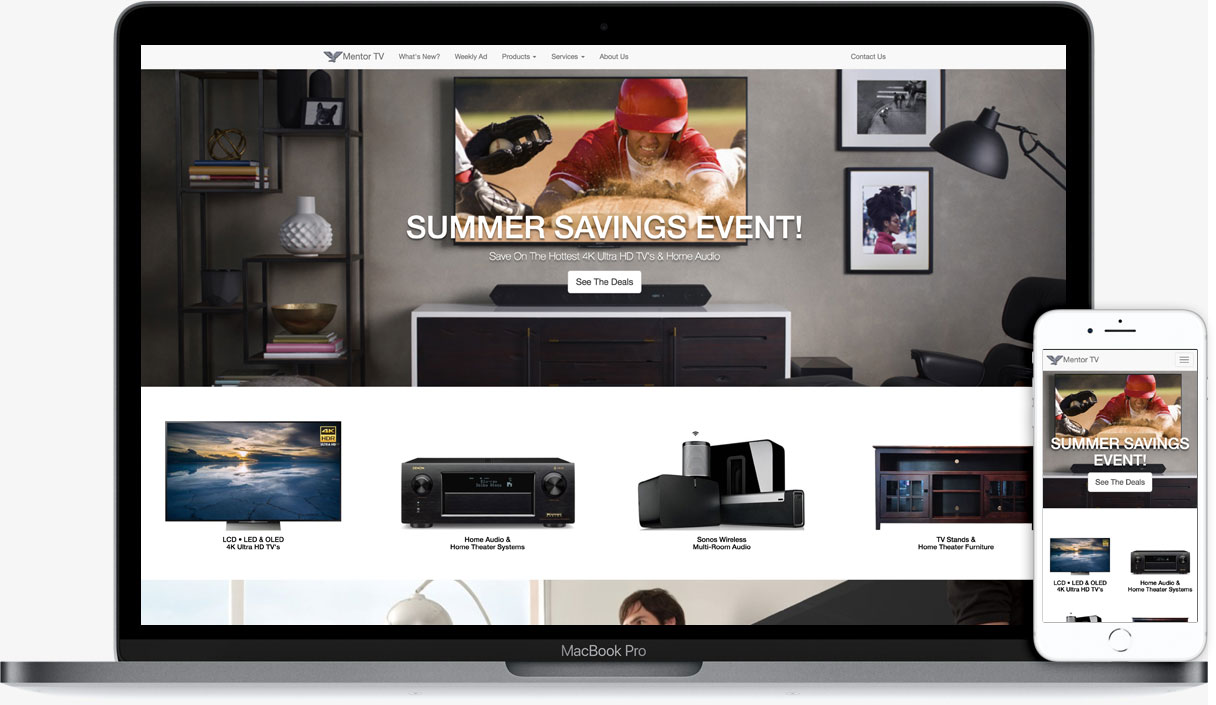 Mentor TV What's New? Weekly Ad Products Services About Us Contact Us
SUMMER SAVINGS EVENT!
Save On The Hottest 4K Ultra HD TV's & Home Audio
See The Deals
4K
HDR
ULTRA HD
LCD • LED & OLED
4K Ultra HD TV's
DENON
Home Audio &
Home Theater Systems
Sonos Wireless
Multi-Room Audio
TV Stands &
Home Theater Furniture
MacBook Pro
Mentor TV
SUMMER SAVINGS
EVENT!
See The Deals
LCD • LED & OLED
4K Ultra HD TV's
Home Audio &
Home Theater Systems